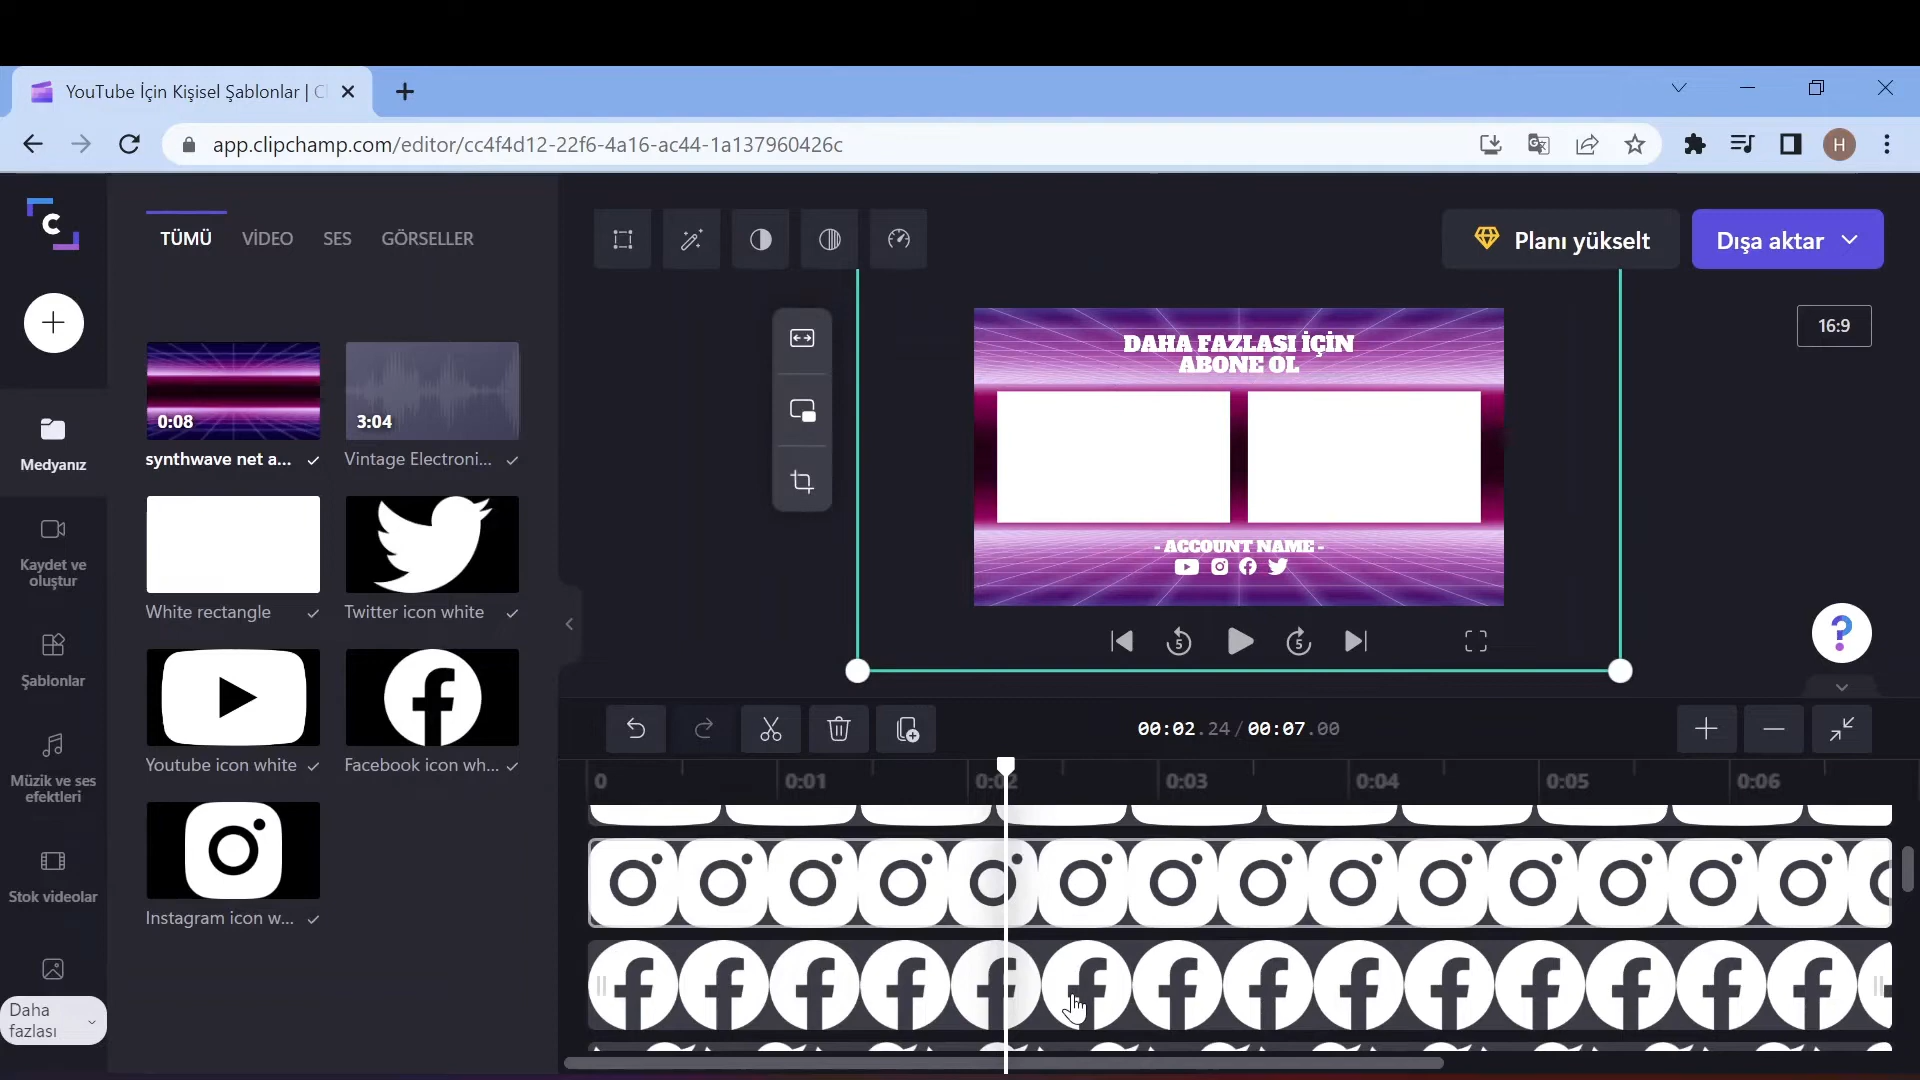 YouTube İçin Kişisel Şablonlar | C
app.clipchamp.com/editor/cc4f4d12-22f6-4a16-ac44-1a137960426c
H
C
TÜMÜ
VİDEO
SES
GÖRSELLER
Planı yükselt
Dışa aktar
16:9
Medyanız
Kaydet ve
oluştur
Şablonlar
Müzik ve ses
efektleri
Stok videolar
Daha
fazlası
0:08
synthwave net a...
3:04
Vintage Electroni...
White rectangle
Twitter icon white
Youtube icon white
Facebook icon wh...
Instagram icon w...
DAHA FAZLASI İÇİN
ABONE OL
- ACCOUNT NAME -
5
5
?
00:02.24/00:07.00
0
0:01
0:02
0:03
0:04
0:05
0:06